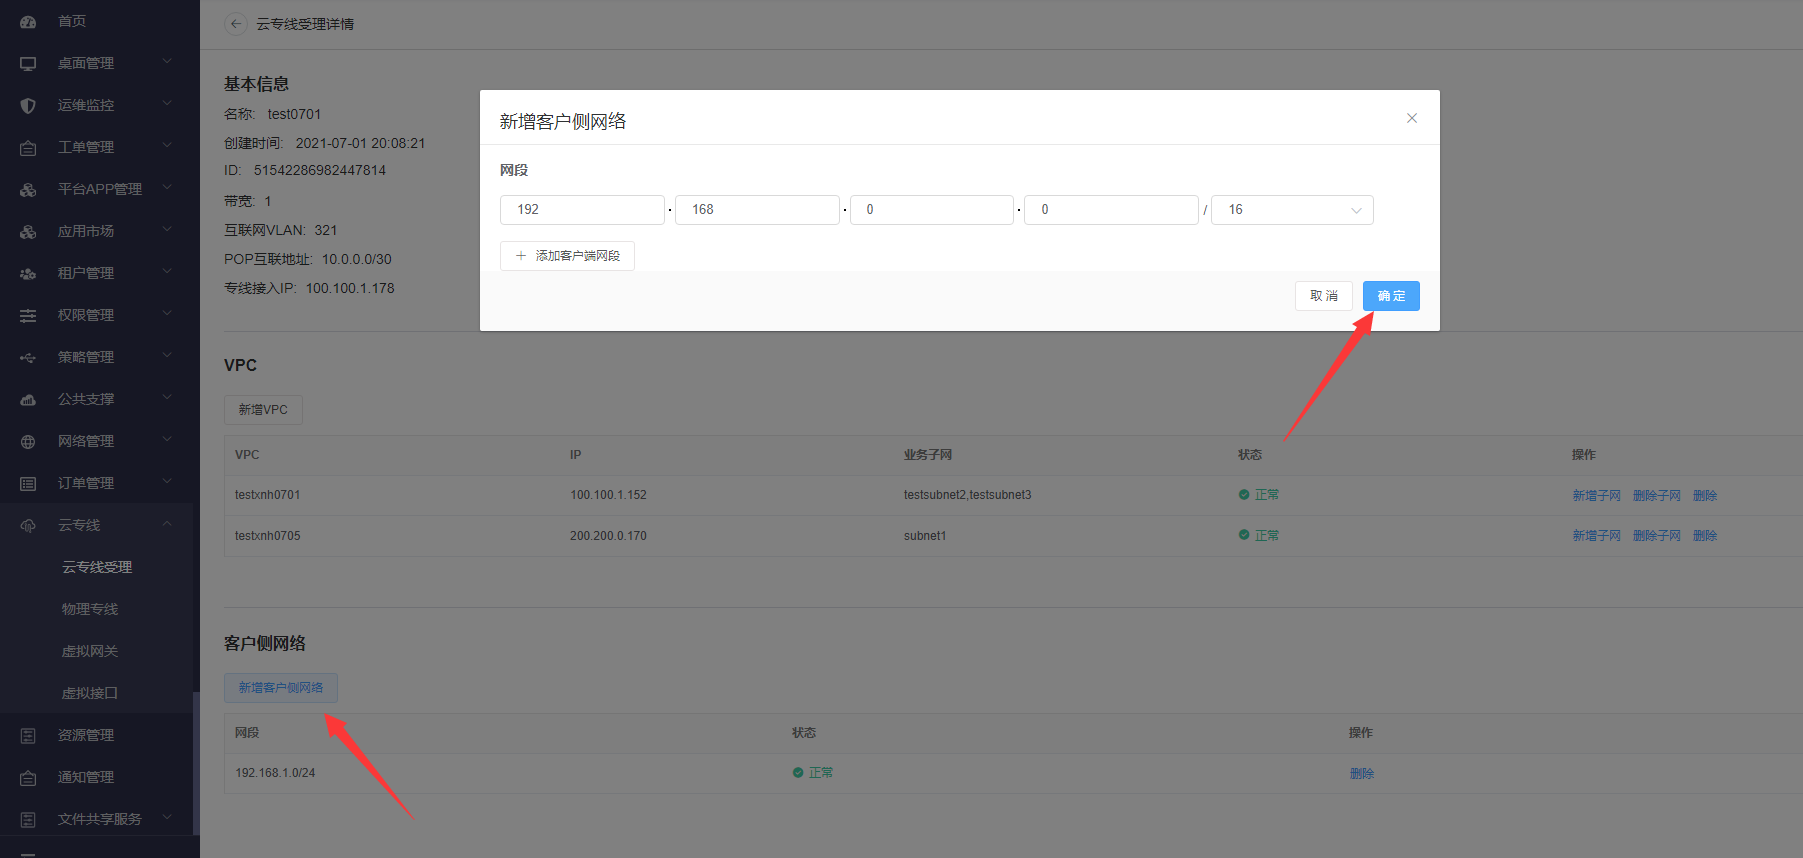 首页
桌面管理
运维监控
工单管理
平台APP管理
应用市场
租户管理
权限管理
策略管理
公共支撑
网络管理
订单管理
云专线
云专线受理
物理专线
虚拟网关
虚拟接口
资源管理
通知管理
文件共享服务
云专线受理详情
基本信息
名称: test0701
创建时间: 2021-07-01 20:08:21
ID: 51542286982447814
带宽: 1
互联网VLAN: 321
POP互联地址: 10.0.0.0/30
专线接入IP: 100.100.1.178
新增客户侧网络
网段
192 . 168 . 0 . 0 / 16
+ 添加客户端网段
取消 确定
VPC
新增VPC
VPC IP 业务子网 状态 操作
testxnh0701 100.100.1.152 testsubnet2,testsubnet3 正常 新增子网 删除子网 删除
testxnh0705 200.200.0.170 subnet1 正常 新增子网 删除子网 删除
客户侧网络
新增客户侧网络
网段 状态 操作
192.168.1.0/24 正常 删除